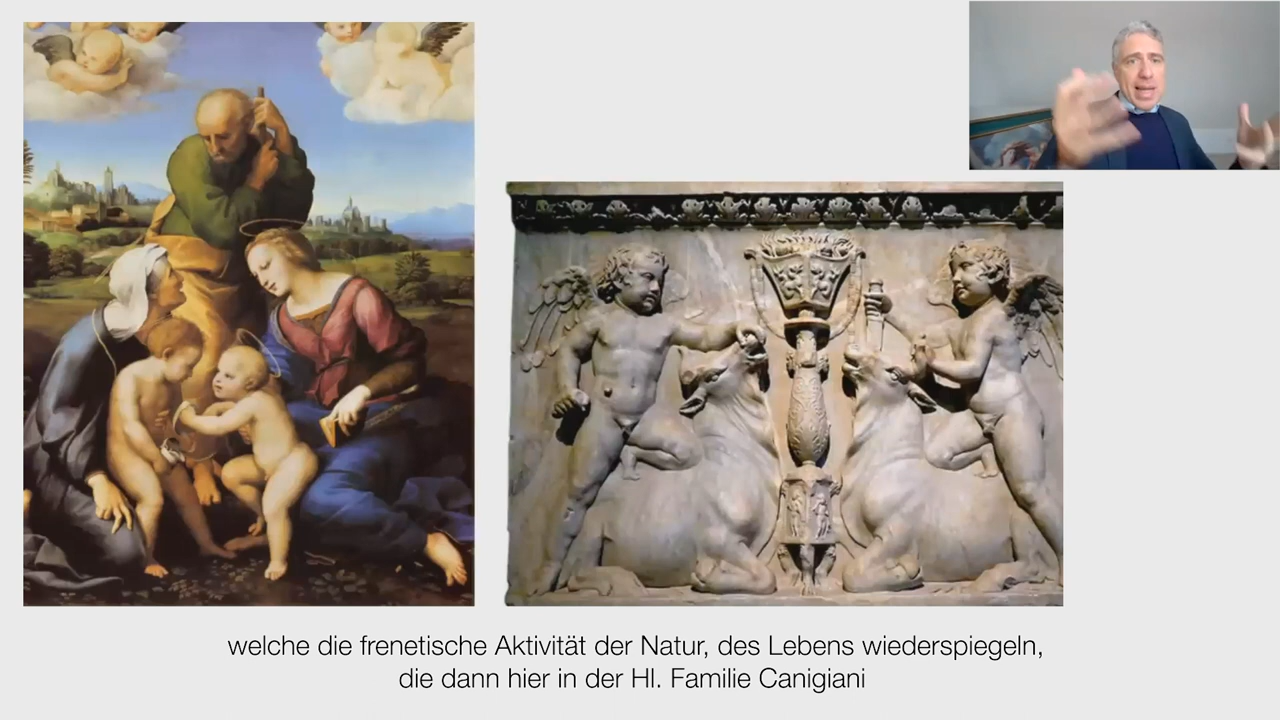 welche die frenetische Aktivität der Natur, des Lebens wiederspiegeln,
die dann hier in der Hl. Familie Canigiani